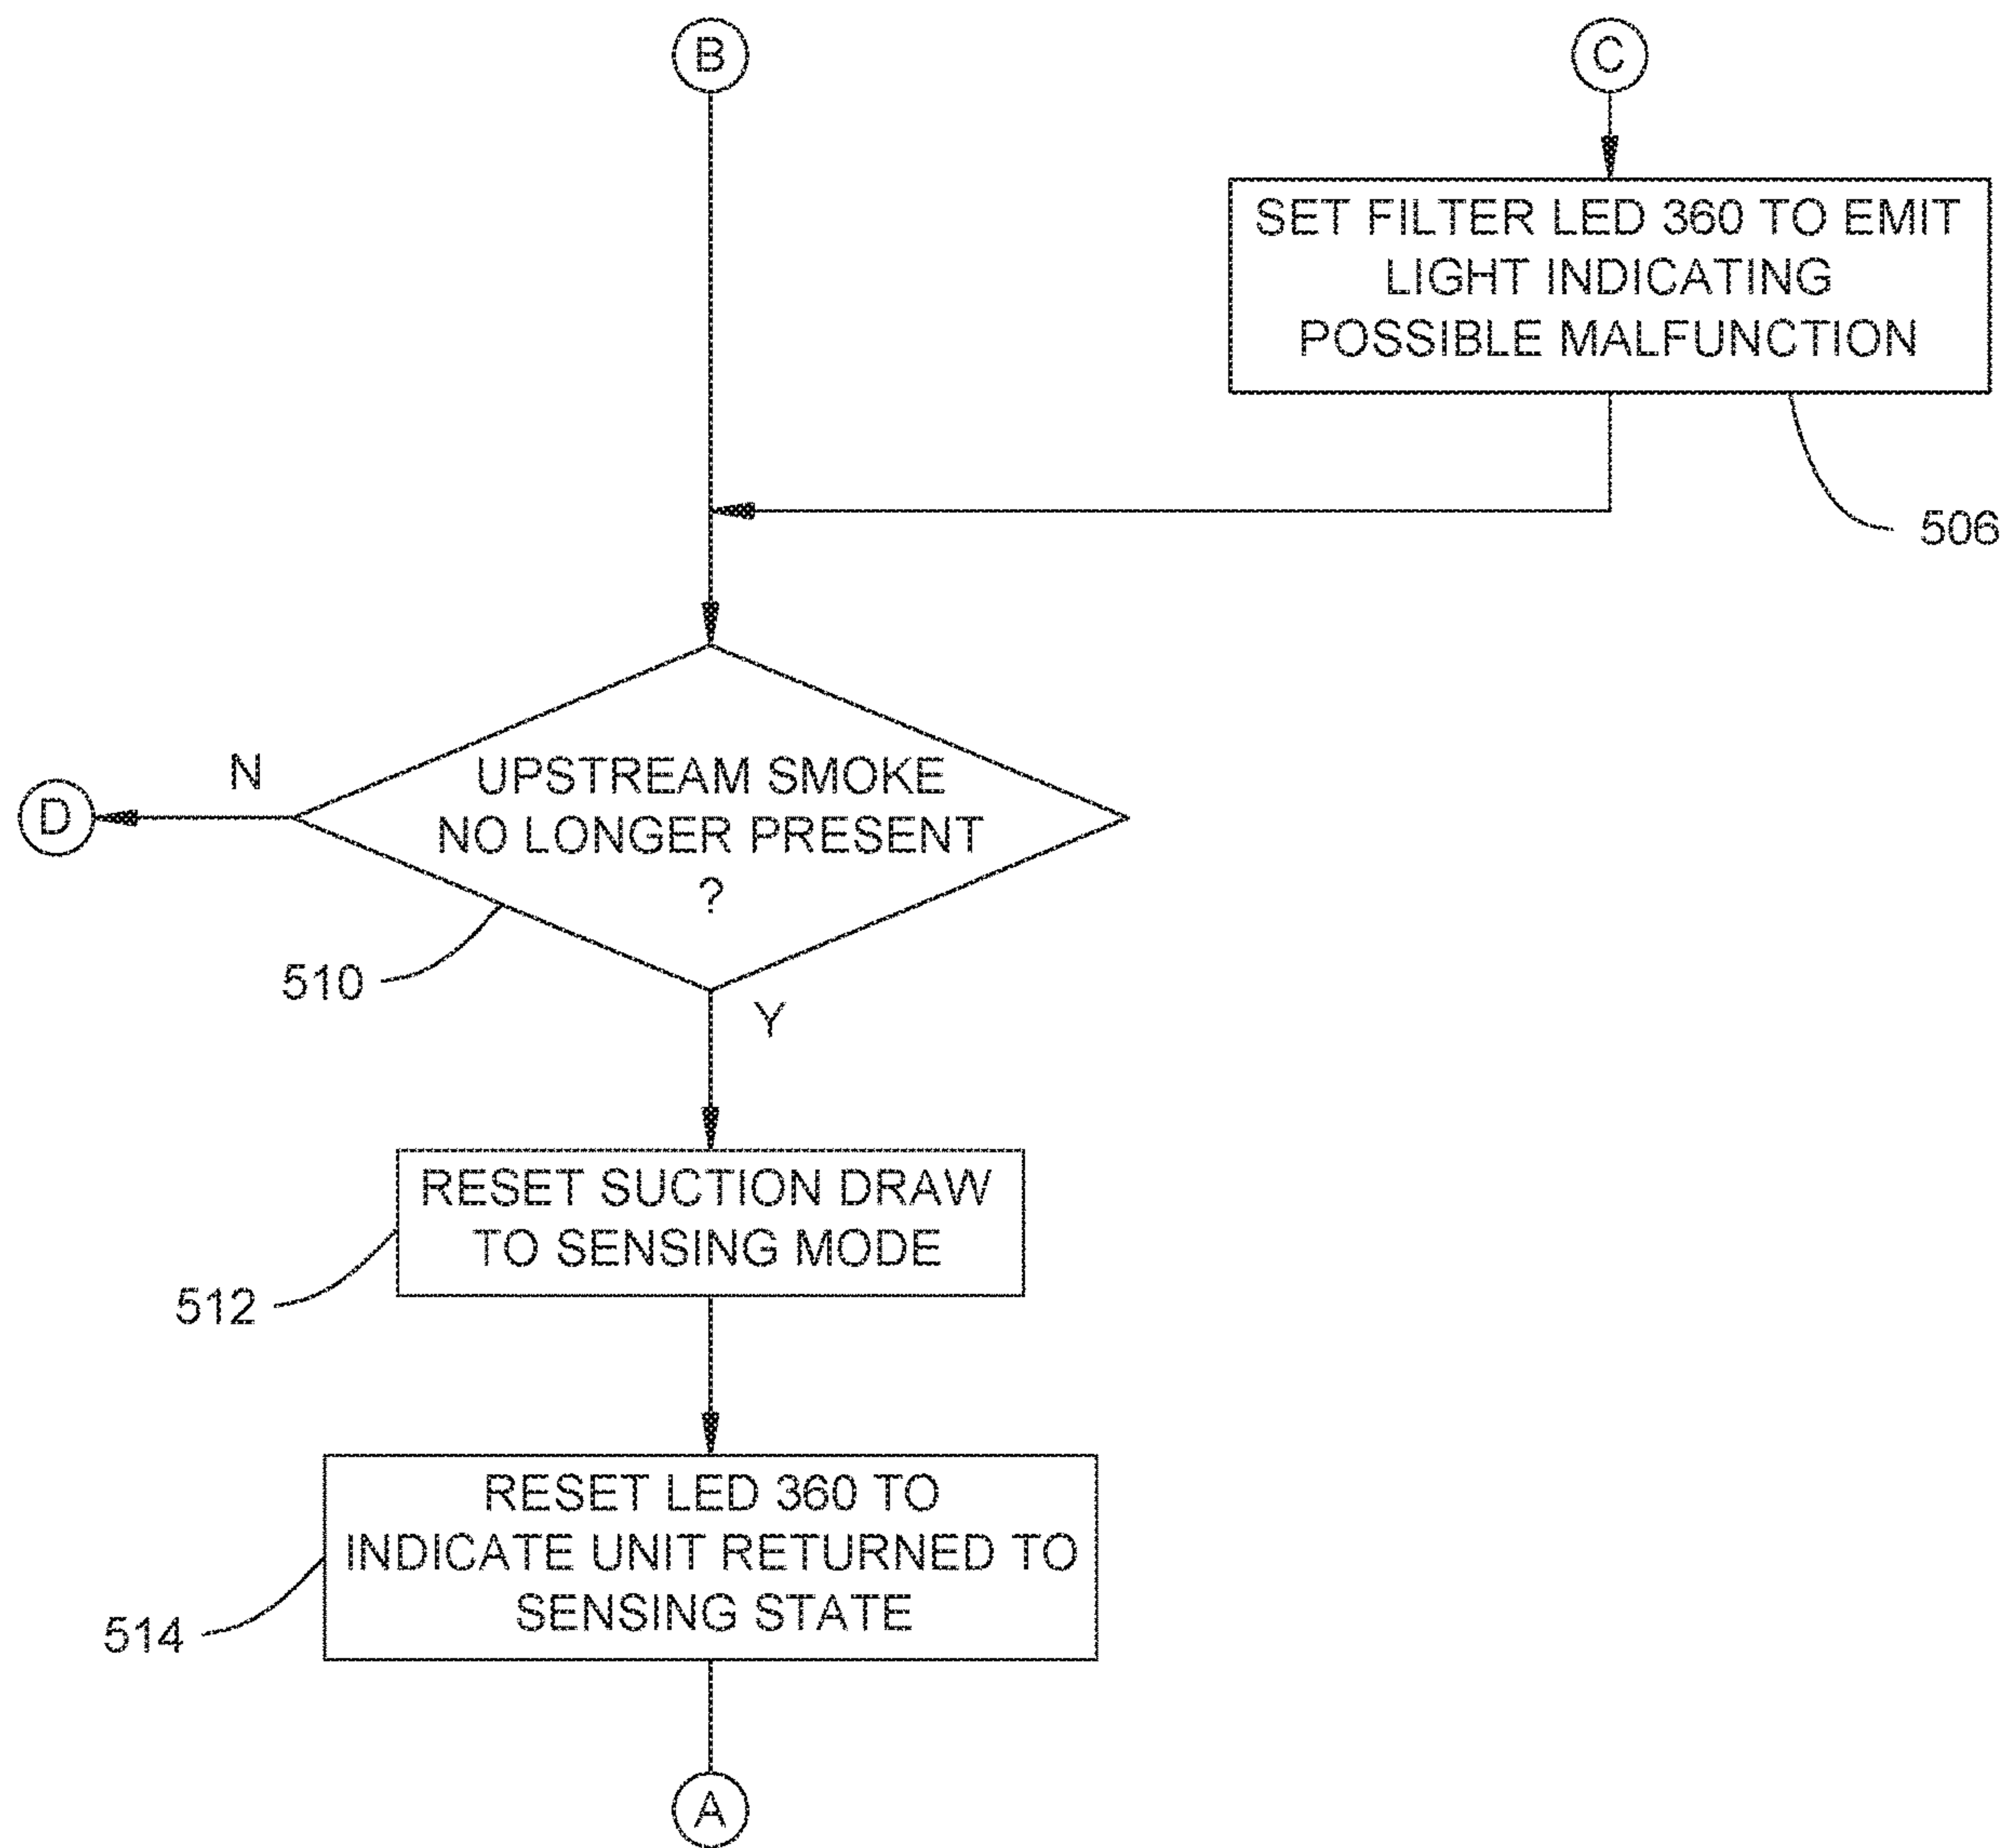 B
C
SET FILTER LED 360 TO EMIT
LIGHT INDICATING
POSSIBLE MALFUNCTION
506
N
D
UPSTREAM SMOKE
NO LONGER PRESENT
?
510
Y
RESET SUCTION DRAW
TO SENSING MODE
512
RESET LED 360 TO
INDICATE UNIT RETURNED TO
SENSING STATE
514
A